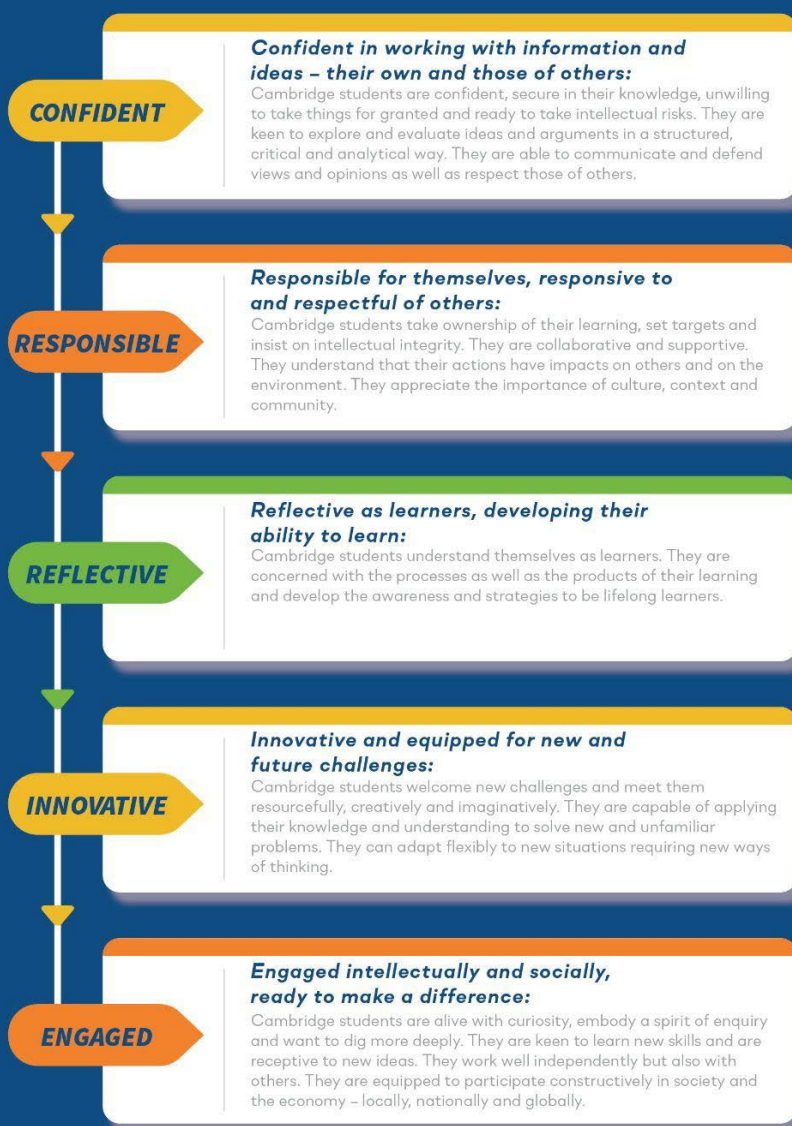 CONFIDENT
Confident in working with information and
ideas – their own and those of others:
Cambridge students are confident, secure in their knowledge, unwilling
to take things for granted and ready to take intellectual risks. They are
keen to explore and evaluate ideas and arguments in a structured,
critical and analytical way. They are able to communicate and defend
views and opinions as well as respect those of others.
RESPONSIBLE
Responsible for themselves, responsive to
and respectful of others:
Cambridge students take ownership of their learning, set targets and
insist on intellectual integrity. They are collaborative and supportive.
They understand that their actions have impacts on others and on the
environment. They appreciate the importance of culture, context and
community.
REFLECTIVE
Reflective as learners, developing their
ability to learn:
Cambridge students understand themselves as learners. They are
concerned with the processes as well as the products of their learning
and develop the awareness and strategies to be lifelong learners.
INNOVATIVE
Innovative and equipped for new and
future challenges:
Cambridge students welcome new challenges and meet them
resourcefully, creatively and imaginatively. They are capable of applying
their knowledge and understanding to solve new and unfamiliar
problems. They can adapt flexibly to new situations requiring new ways
of thinking.
ENGAGED
Engaged intellectually and socially,
ready to make a difference:
Cambridge students are alive with curiosity, embody a spirit of enquiry
and want to dig more deeply. They are keen to learn new skills and are
receptive to new ideas. They work well independently but also with
others. They are equipped to participate constructively in society and
the economy – locally, nationally and globally.